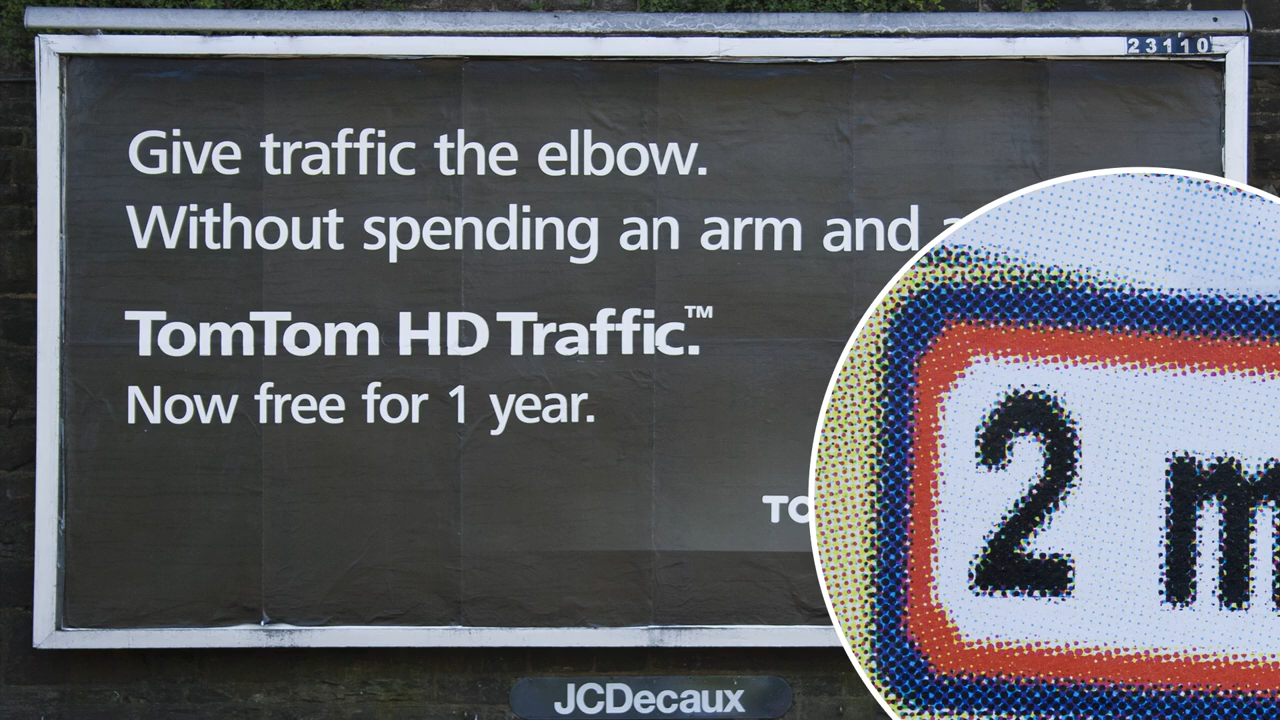 23110
Give traffic the elbow.
Without spending an arm and
TomTom HD Traffic.™
Now free for 1 year.
TO
2 m
JCDecaux